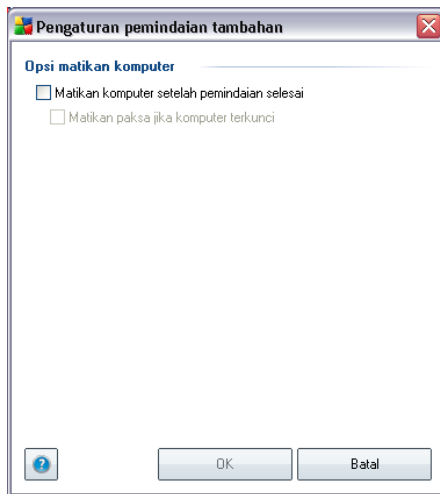 Pengaturan pemindaian tambahan
Opsi matikan komputer
Matikan komputer setelah pemindaian selesai
Matikan paksa jika komputer terkunci
OK
Batal